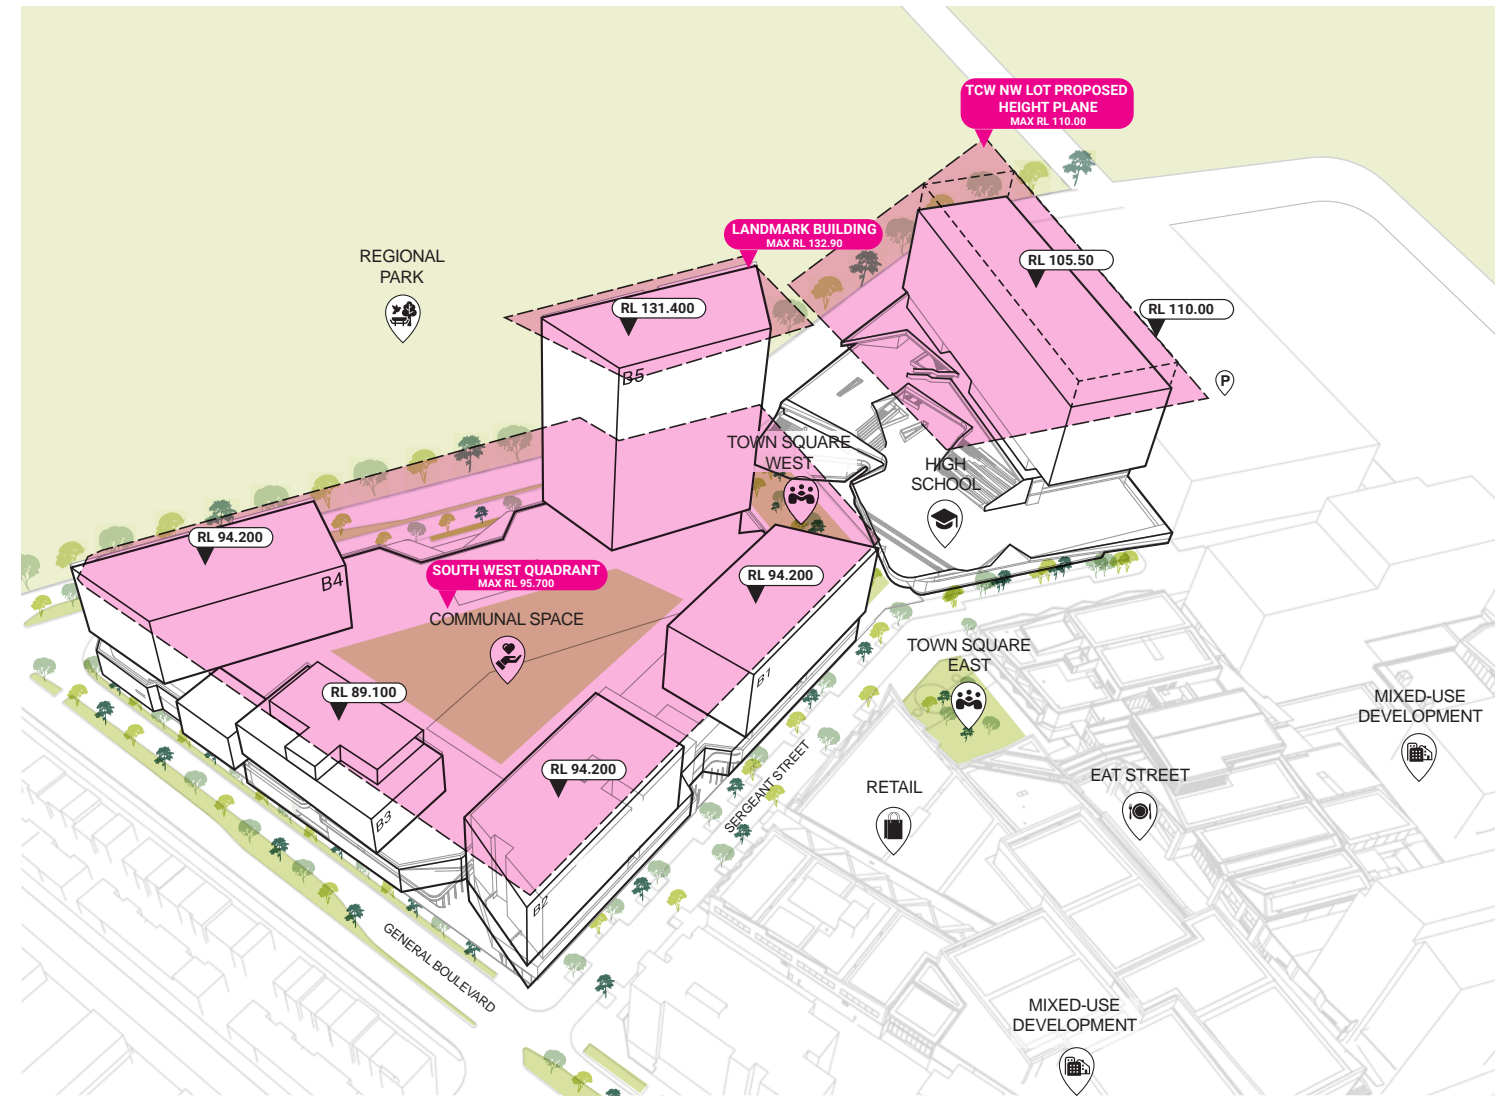 TCW NW LOT PROPOSED
HEIGHT PLANE
MAX RL 110.00
LANDMARK BUILDING
MAX RL 132.90
REGIONAL
PARK
RL 105.50
RL 131.400
RL 110.00
B5
P
TOWN SQUARE
WEST
HIGH
SCHOOL
RL 94.200
B4
SOUTH WEST QUADRANT
MAX RL 95.700
RL 94.200
COMMUNAL SPACE
TOWN SQUARE
EAST
B1
RL 89.100
MIXED-USE
DEVELOPMENT
RL 94.200
SERGEANT STREET
EAT STREET
RETAIL
B3
B2
GENERAL BOULEVARD
MIXED-USE
DEVELOPMENT